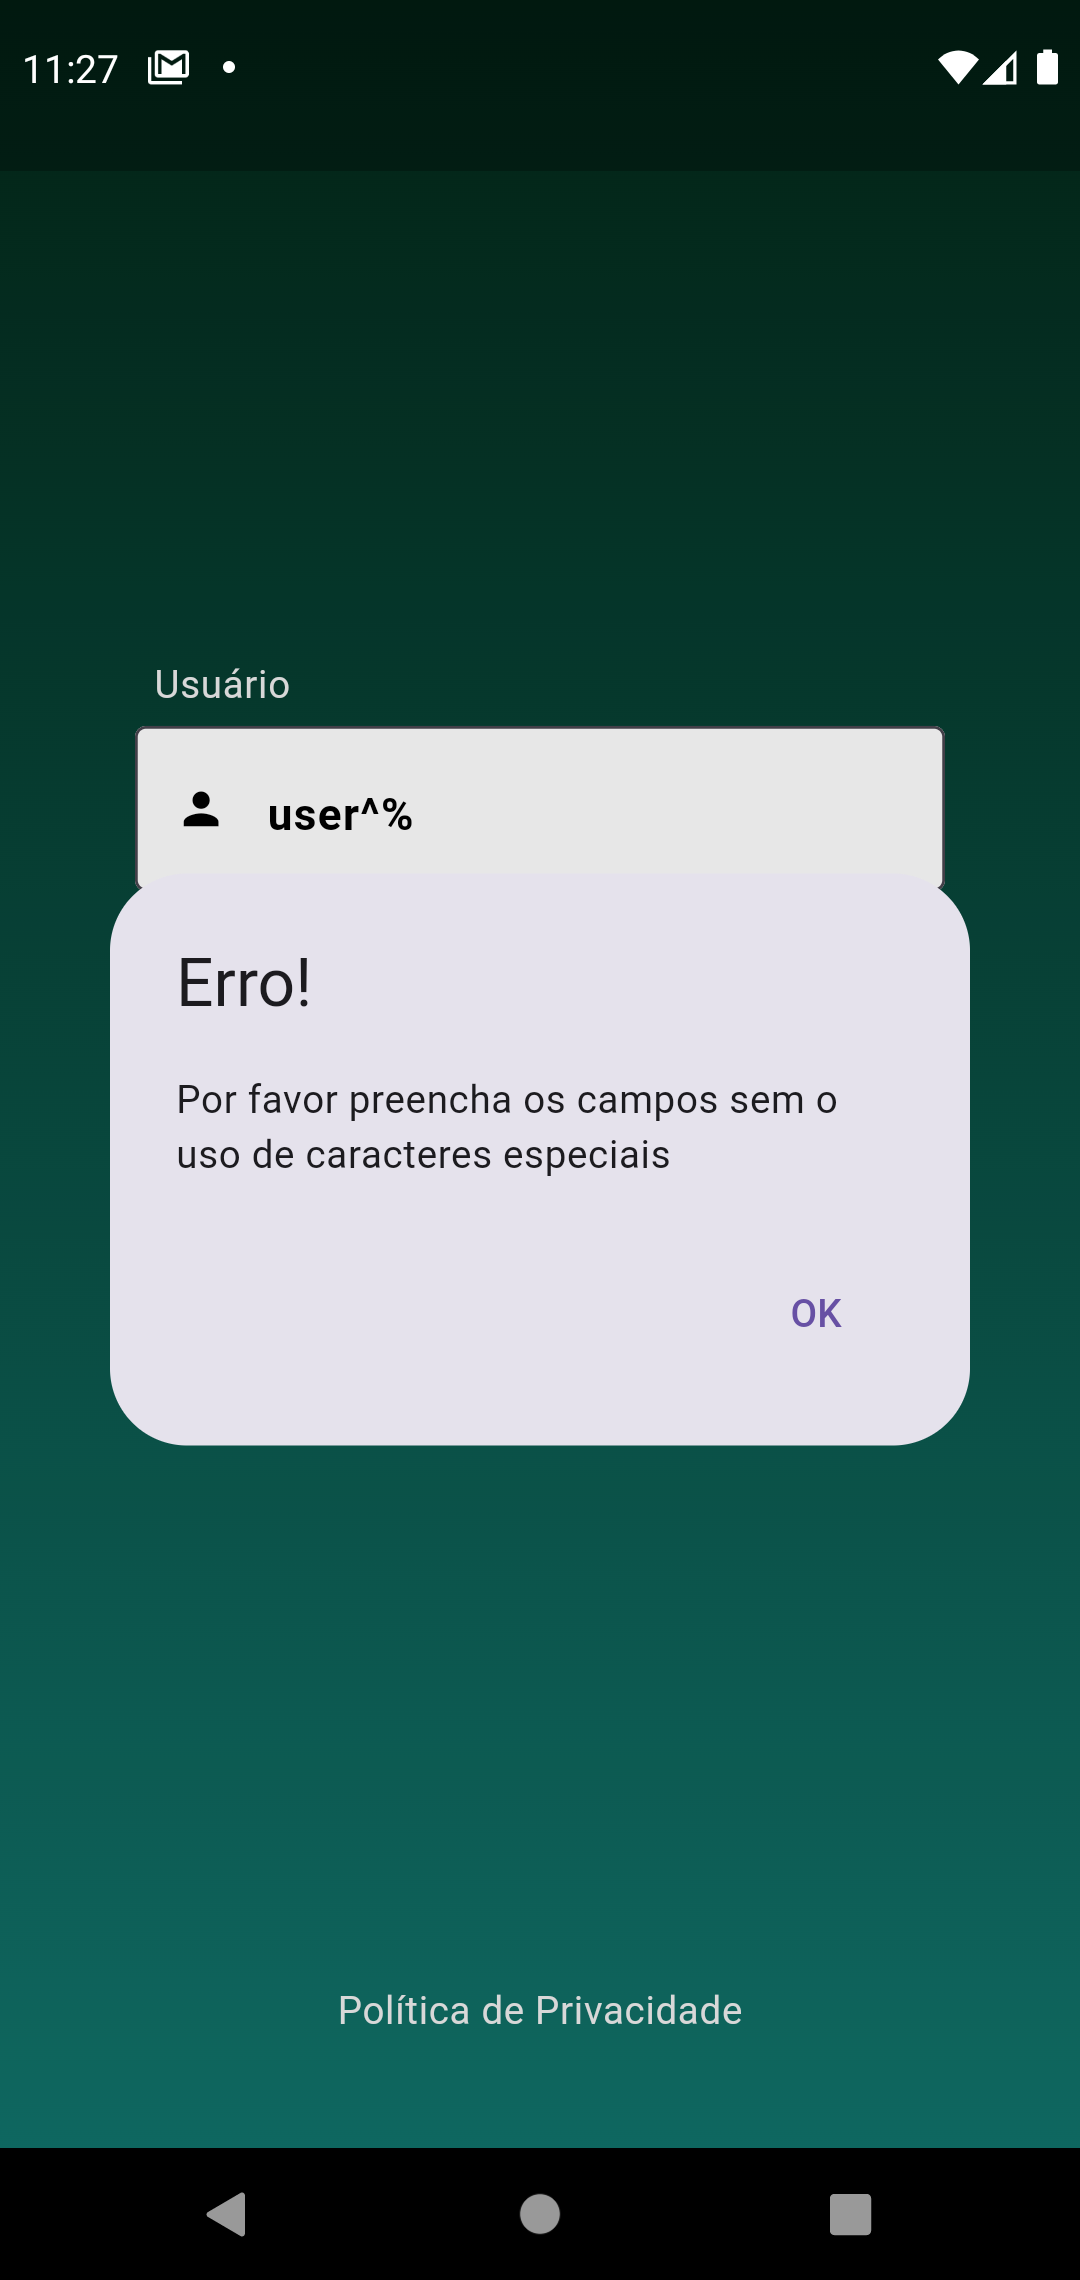 11:27
Usuário
user^%
Erro!
Por favor preencha os campos sem o
uso de caracteres especiais
OK
Política de Privacidade